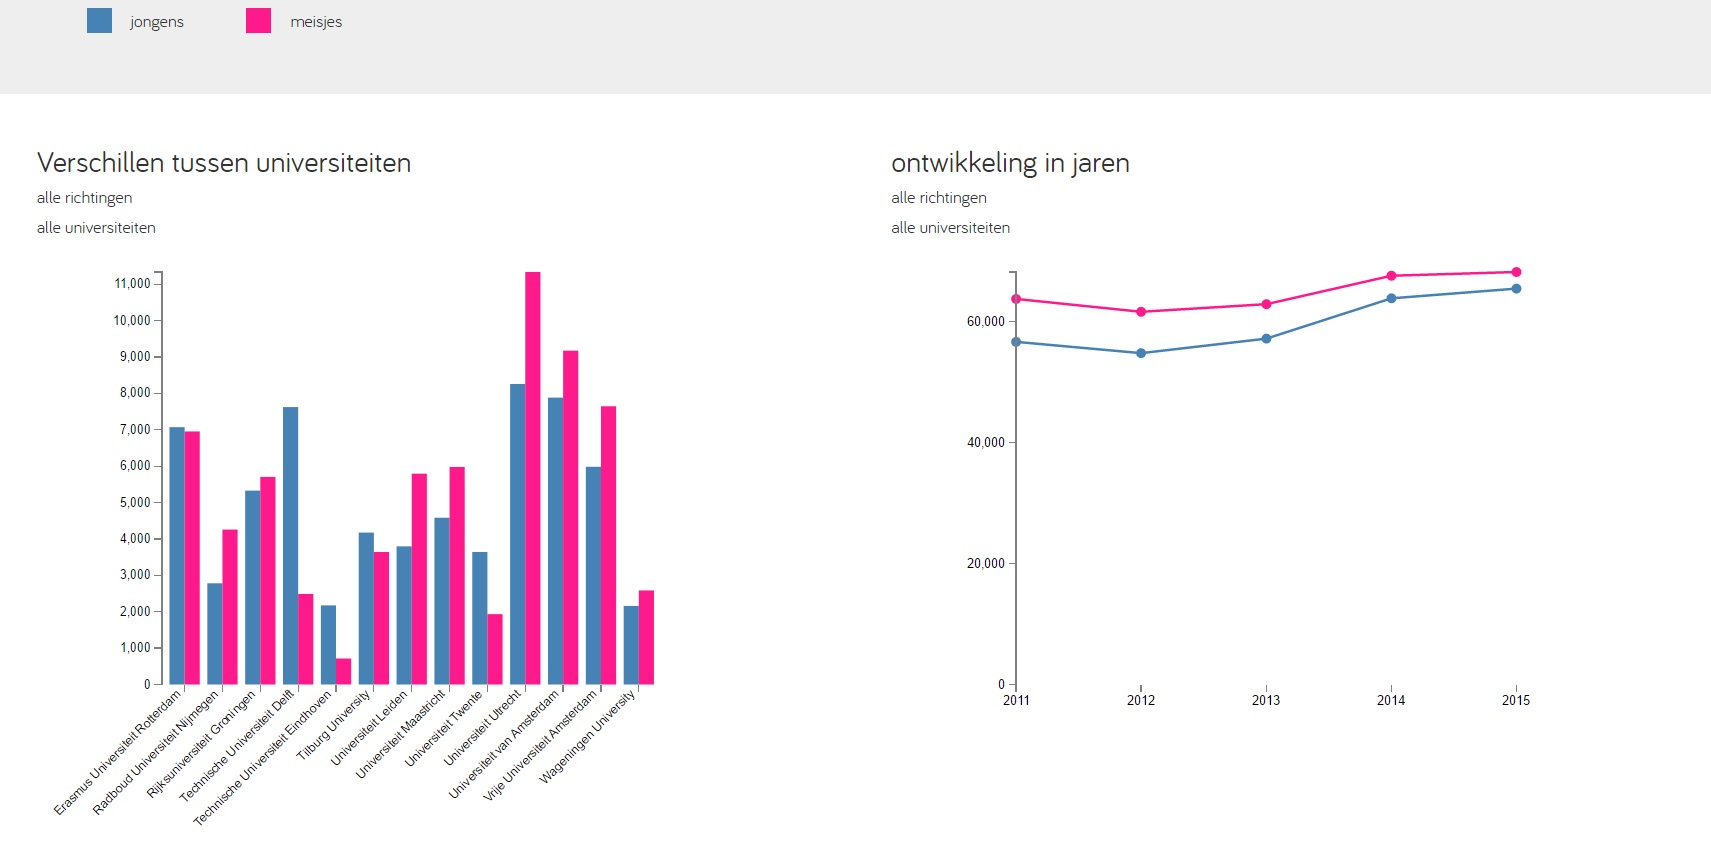 jongens
meisjes
Verschillen tussen universiteiten
alle richtingen
alle universiteiten
11,000
10,000
9,000
8,000
7,000
6,000
5,000
4,000
3,000
2,000
1,000
0
Erasmus Universiteit Rotterdam
Radboud Universiteit Nijmegen
Rijksuniversiteit Groningen
Technische Universiteit Delft
Technische Universiteit Eindhoven
Tilburg University
Universiteit Leiden
Universiteit Maastricht
Universiteit Twente
Universiteit Utrecht
Universiteit van Amsterdam
Vrije Universiteit Amsterdam
Wageningen University
ontwikkeling in jaren
alle richtingen
alle universiteiten
60,000
40,000
20,000
0
2011
2012
2013
2014
2015